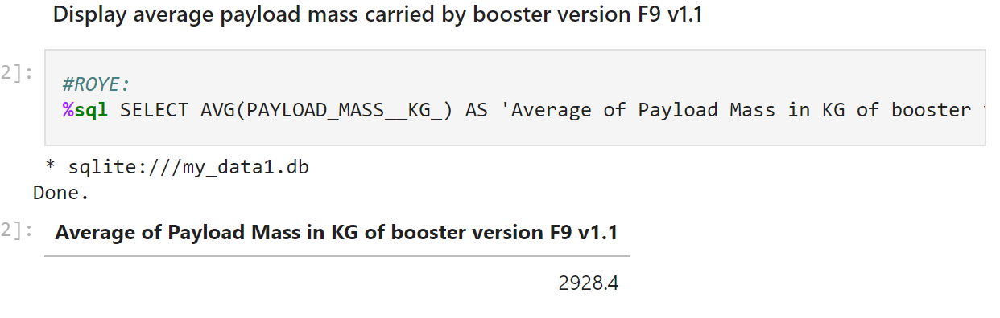 Display average payload mass carried by booster version F9 v1.1
2]:
#ROYE:
%sql SELECT AVG(PAYLOAD_MASS__KG_) AS 'Average of Payload Mass in KG of booster
* sqlite:///my_data1.db
Done.
2]:
Average of Payload Mass in KG of booster version F9 v1.1
2928.4